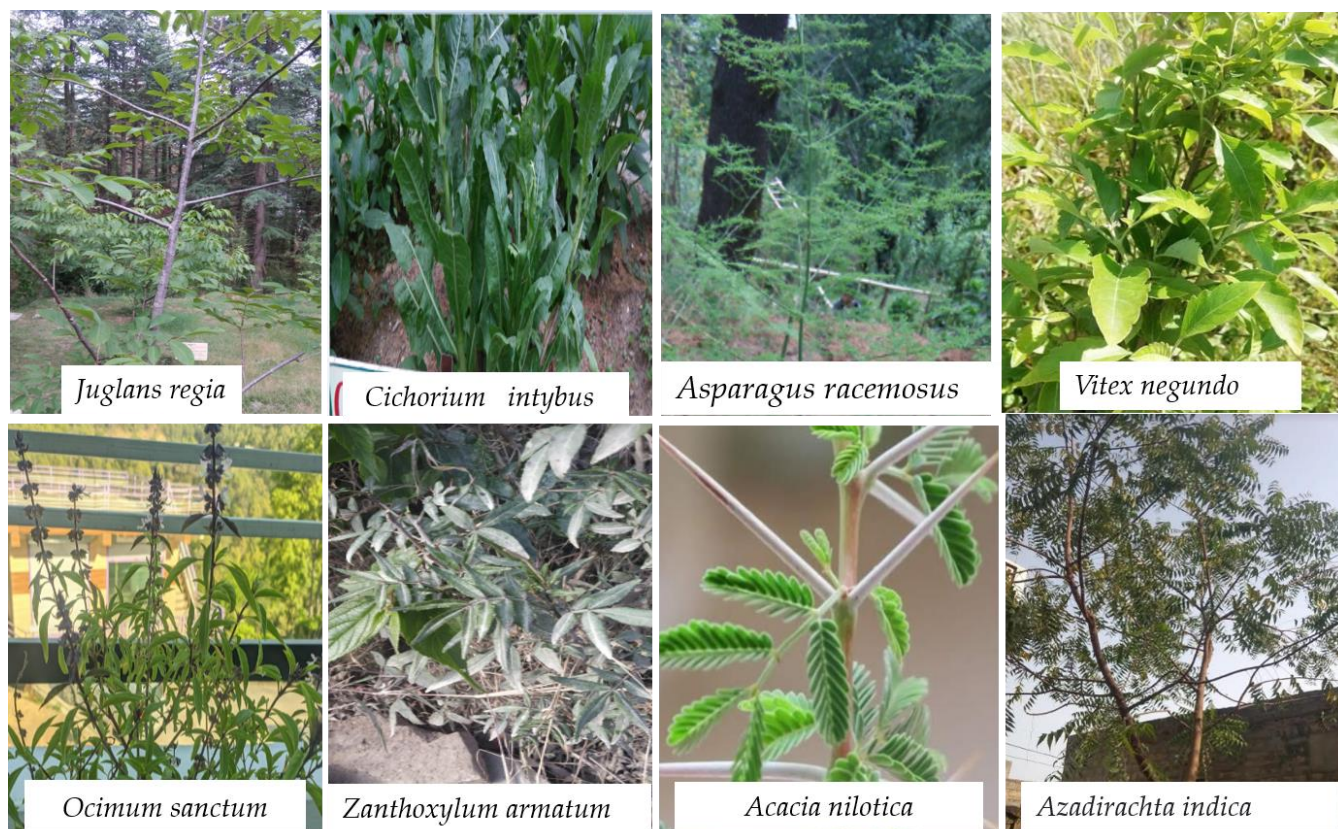 Juglans regia
Cichorium intybus
Asparagus racemosus
Vitex negundo
Ocimum sanctum
Zanthoxylum armatum
Acacia nilotica
Azadirachta indica